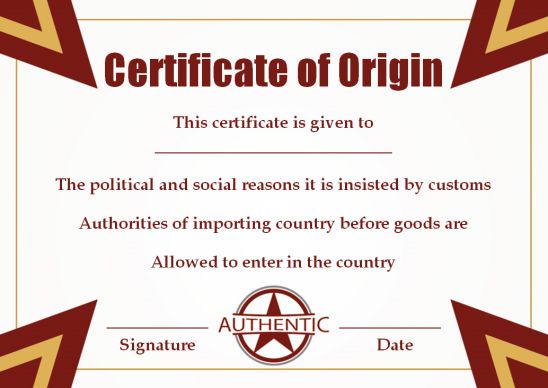 Certificate of Origin
This certificate is given to
The political and social reasons it is insisted by customs
Authorities of importing country before goods are
Allowed to enter in the country
AUTHENTIC
Signature
Date